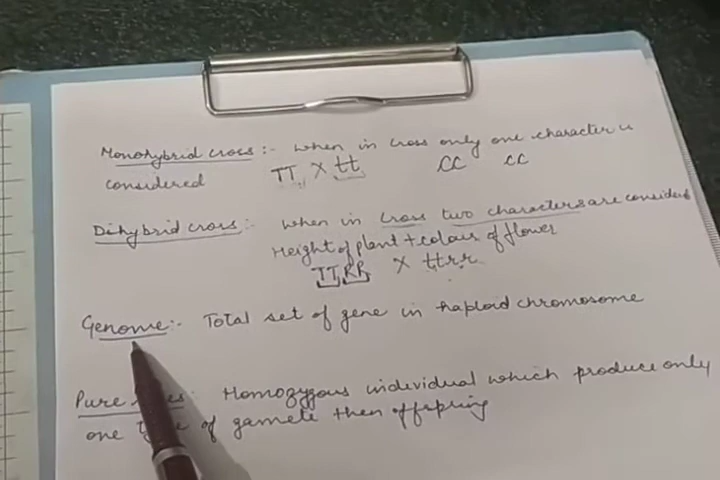 Monohybrid cross :- when in cross only one character is
considered TT X tt CC cc
Dihybrid cross :- when in cross two characters are considered
Height of plant + colour of flower
TTRR X ttrr
Genome :- Total set of gene in haploid chromosome
Pure : Homozygous individual which produce only
one of gamete then offspring